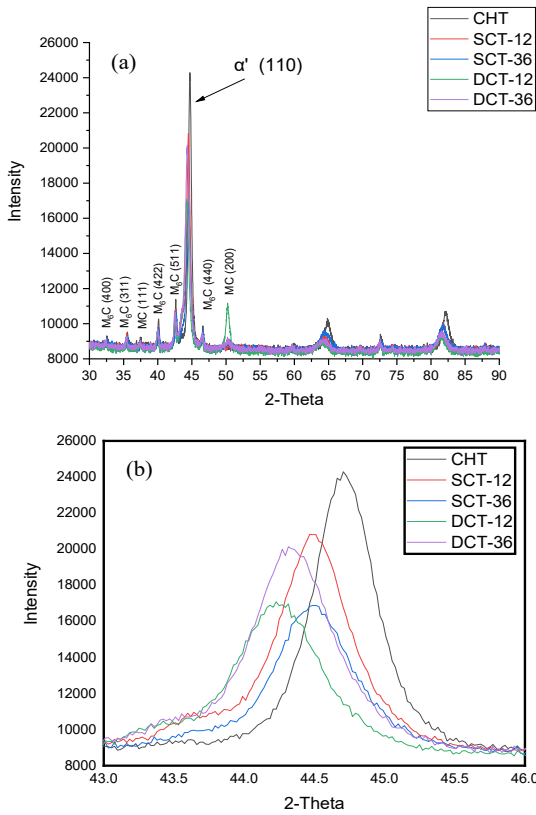 (a)
α' (110)
CHT
SCT-12
SCT-36
DCT-12
DCT-36
26000
24000
22000
20000
18000
16000
14000
12000
10000
8000
Intensity
M₆C (400)
M₆C (311)
MC (111)
M₆C (422)
M₆C (511)
M₆C (440)
MC (200)
30 35 40 45 50 55 60 65 70 75 80 85 90
2-Theta
(b)
CHT
SCT-12
SCT-36
DCT-12
DCT-36
26000
24000
22000
20000
18000
16000
14000
12000
10000
8000
Intensity
43.0 43.5 44.0 44.5 45.0 45.5 46.0
2-Theta